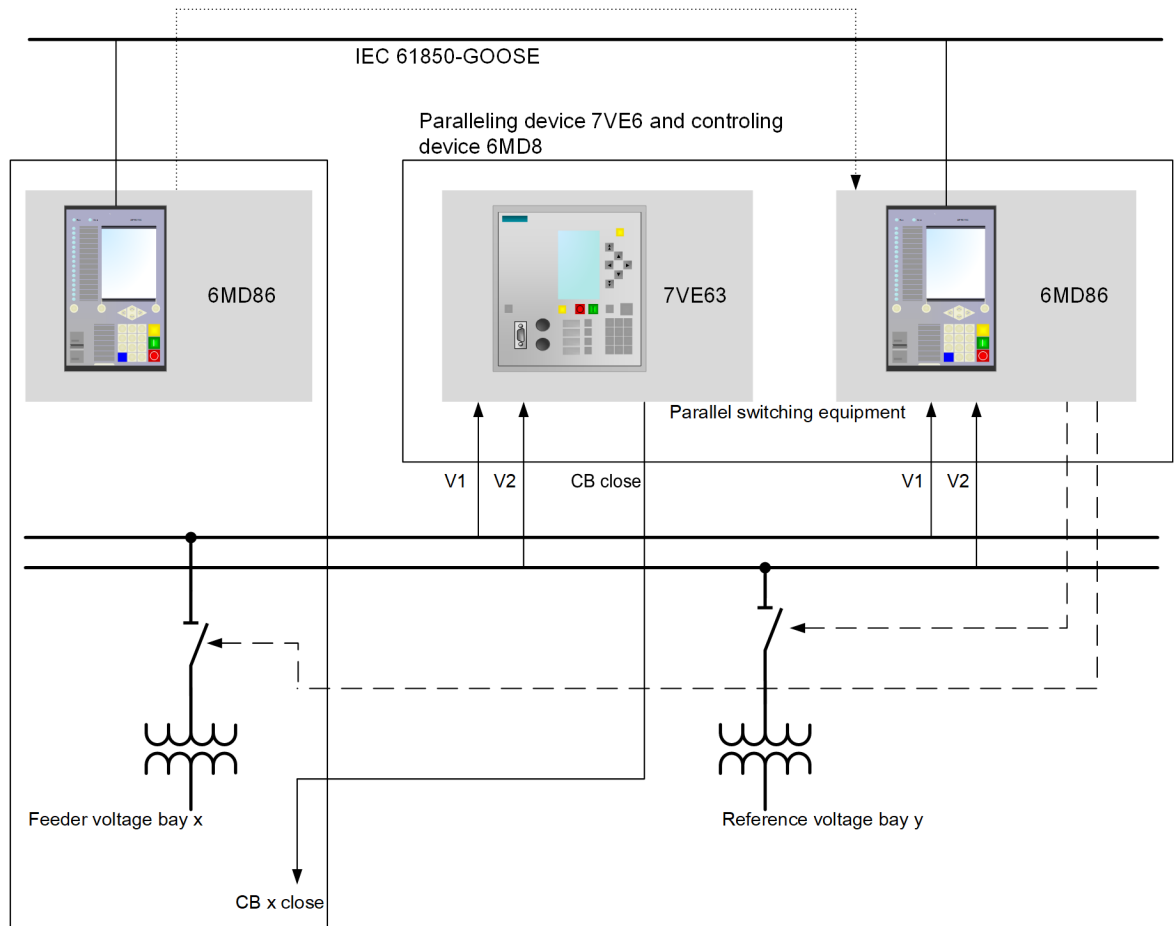 IEC 61850-GOOSE
Paralleling device 7VE6 and controling
device 6MD8
6MD86
7VE63
6MD86
Parallel switching equipment
V1
V2
CB close
V1
V2
Feeder voltage bay x
Reference voltage bay y
CB x close